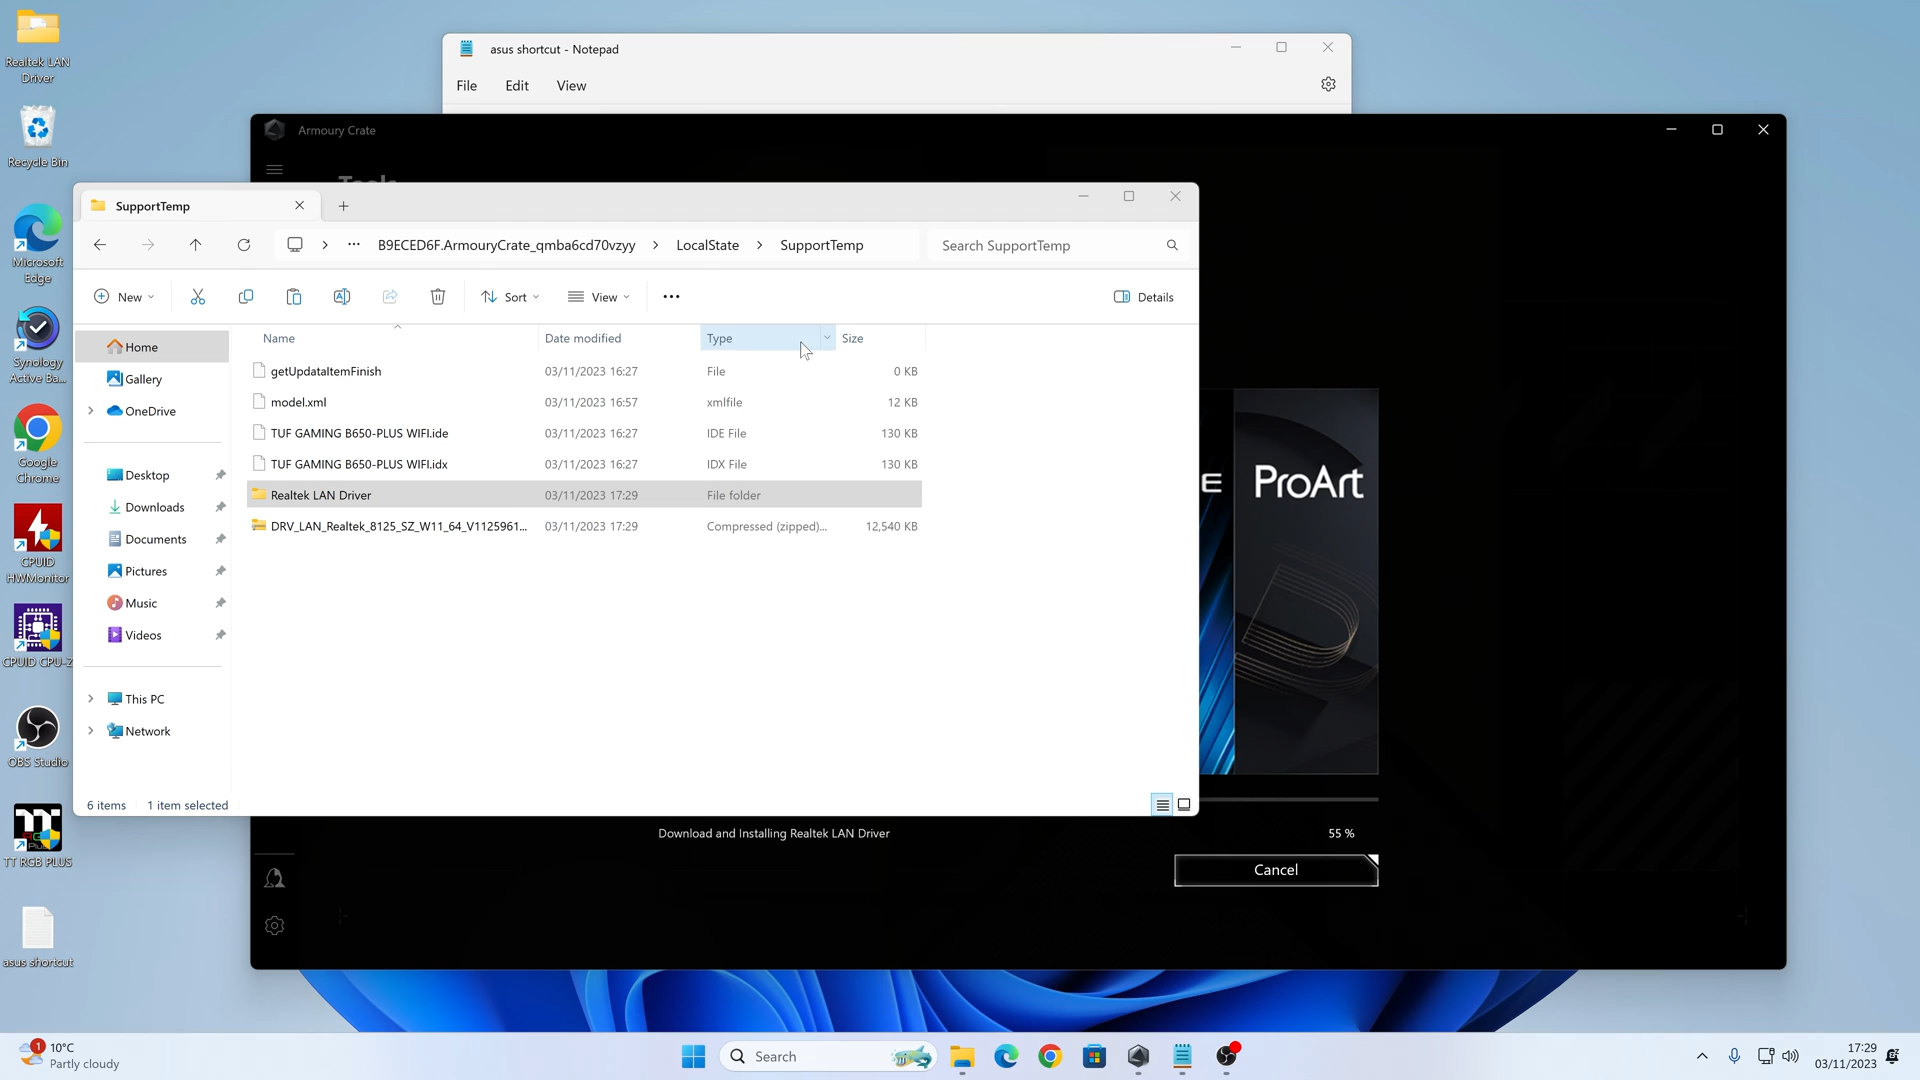 Realtek LAN
Driver
Recycle Bin
Microsoft
Edge
Synology
Active Ba...
Google
Chrome
CPUID
HWMonitor
CPUID CPU-Z
OBS Studio
TT RGB PLUS
asus shortcut
asus shortcut - Notepad
File Edit View
Armoury Crate
Tools
SupportTemp
B9ECED6F.ArmouryCrate_qmba6cd70vzyy > LocalState > SupportTemp
Search SupportTemp
New
Sort
View
Details
Home
Gallery
OneDrive
Desktop
Downloads
Documents
Pictures
Music
Videos
This PC
Network
Name Date modified Type Size
getUpdataItemFinish 03/11/2023 16:27 File 0 KB
model.xml 03/11/2023 16:57 xmlfile 12 KB
TUF GAMING B650-PLUS WIFI.ide 03/11/2023 16:27 IDE File 130 KB
TUF GAMING B650-PLUS WIFI.idx 03/11/2023 16:27 IDX File 130 KB
Realtek LAN Driver 03/11/2023 17:29 File folder
DRV_LAN_Realtek_8125_SZ_W11_64_V1125961... 03/11/2023 17:29 Compressed (zipped)... 12,540 KB
6 items 1 item selected
E
ProArt
Download and Installing Realtek LAN Driver 55 %
Cancel
1
10°C
Partly cloudy
Search
17:29
03/11/2023